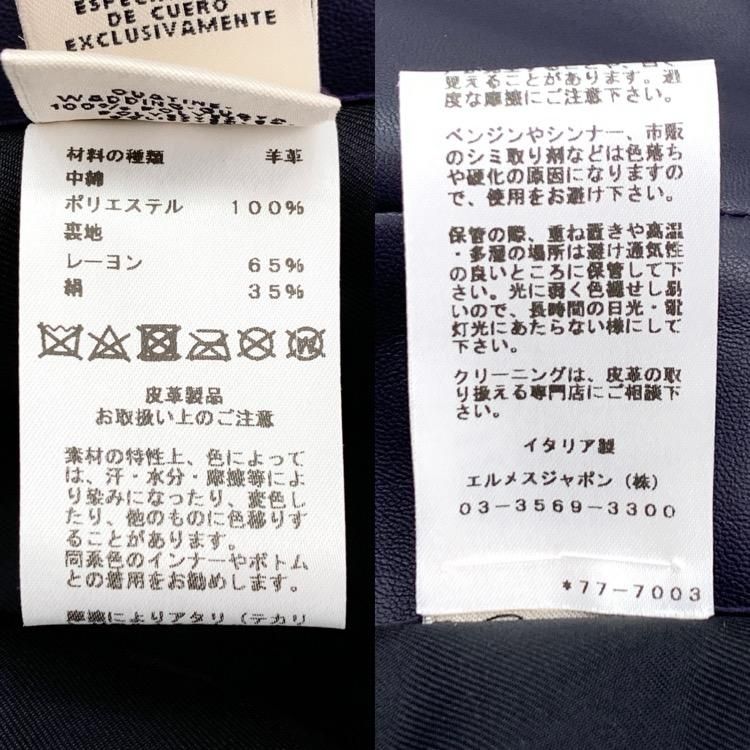 DE CUERO
EXCLUSIVAMENTE
OUATINE
WADDING
材料の種類 羊革
中綿
ポリエステル 100%
裏地
レーヨン 65%
絹 35%
皮革製品
お取扱い上のご注意
素材の特性上、色によって
は、汗・水分・摩擦等によ
り染みになったり、変色し
たり、他のものに色移りす
ることがあります。
同系色のインナーやボトム
との着用をお勧めします。
摩擦によりアタリ（テカリ
見えることがあります。過
度な摩擦にご注意下さい。
ベンジンやシンナー、市販
のシミ取り剤などは色落ち
や硬化の原因になりますの
で、使用をお避け下さい。
保管の際、重ね置きや高温
・多湿の場所は避け通気性
の良いところに保管して下
さい。光に弱く色褪せし易
いので、長時間の日光・電
灯光にあたらない様にして
下さい。
クリーニングは、皮革の取
り扱える専門店にご相談下
さい。
イタリア製
エルメスジャポン（株）
03-3569-3300
*77-7003